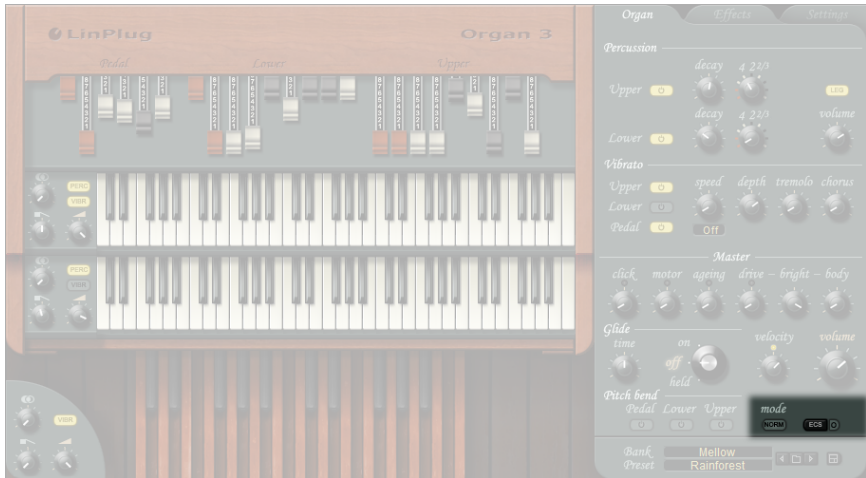 LinPlug
Organ 3
Pedal Lower Upper
PERC
VIBR
PERC
VIBR
VIBR
Organ Effects Settings
Percussion
decay 4 2 2/3
Upper
LEG
decay 4 2 2/3 volume
Lower
Vibrato
Upper speed depth tremolo chorus
Lower
Pedal Off
Master
click motor ageing drive – bright – body
Glide
time on velocity volume
off
held
Pitch bend
Pedal Lower Upper mode
NORM ECS
Bank Mellow
Preset Rainforest